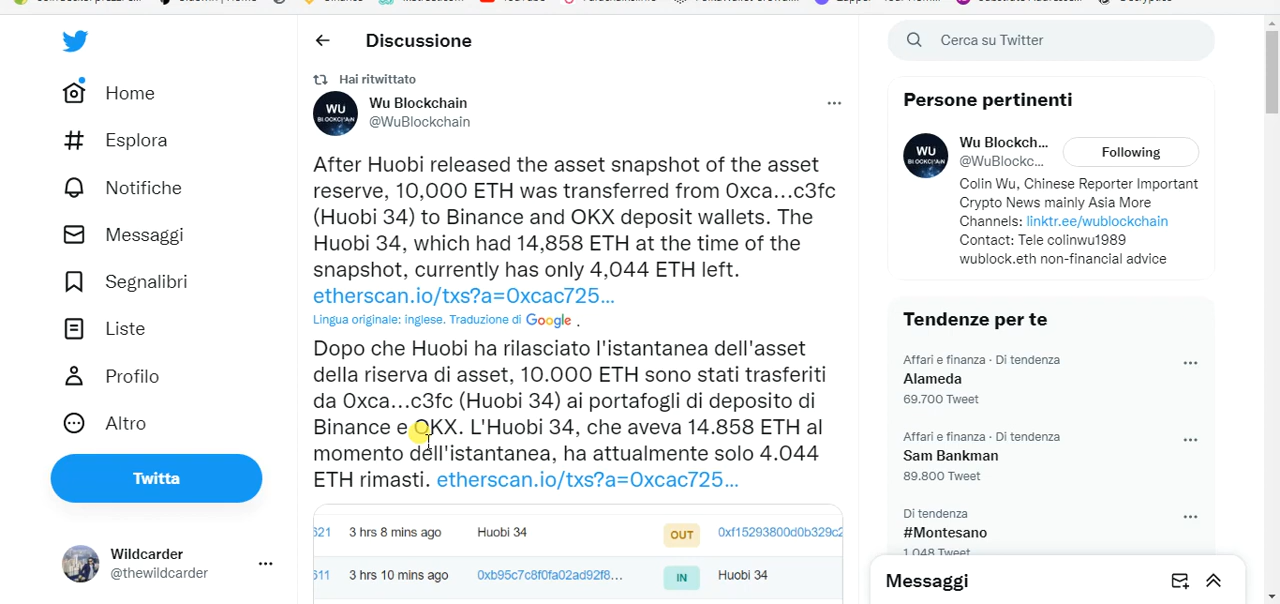 Discussione
Cerca su Twitter
Hai ritwittato
Wu Blockchain
@WuBlockchain
After Huobi released the asset snapshot of the asset
reserve, 10,000 ETH was transferred from 0xca...c3fc
(Huobi 34) to Binance and OKX deposit wallets. The
Huobi 34, which had 14,858 ETH at the time of the
snapshot, currently has only 4,044 ETH left.
etherscan.io/txs?a=0xcac725...
Lingua originale: inglese. Traduzione di Google .
Dopo che Huobi ha rilasciato l'istantanea dell'asset
della riserva di asset, 10.000 ETH sono stati trasferiti
da 0xca...c3fc (Huobi 34) ai portafogli di deposito di
Binance e OKX. L'Huobi 34, che aveva 14.858 ETH al
momento dell'istantanea, ha attualmente solo 4.044
ETH rimasti. etherscan.io/txs?a=0xcac725...
621 3 hrs 8 mins ago Huobi 34 OUT 0xf15293800d0b329c2
611 3 hrs 10 mins ago 0xb95c7c8f0fa02ad92f8... IN Huobi 34
Home
Esplora
Notifiche
Messaggi
Segnalibri
Liste
Profilo
Altro
Twitta
Wildcarder
@thewildcarder
Persone pertinenti
WU
BLOCKCHAIN
Wu Blockch...
@WuBlockc...
Following
Colin Wu, Chinese Reporter Important
Crypto News mainly Asia More
Channels: linktr.ee/wublockchain
Contact: Tele colinwu1989
wublock.eth non-financial advice
Tendenze per te
Affari e finanza · Di tendenza
Alameda
69.700 Tweet
Affari e finanza · Di tendenza
Sam Bankman
89.800 Tweet
Di tendenza
#Montesano
1.048 Tweet
Messaggi